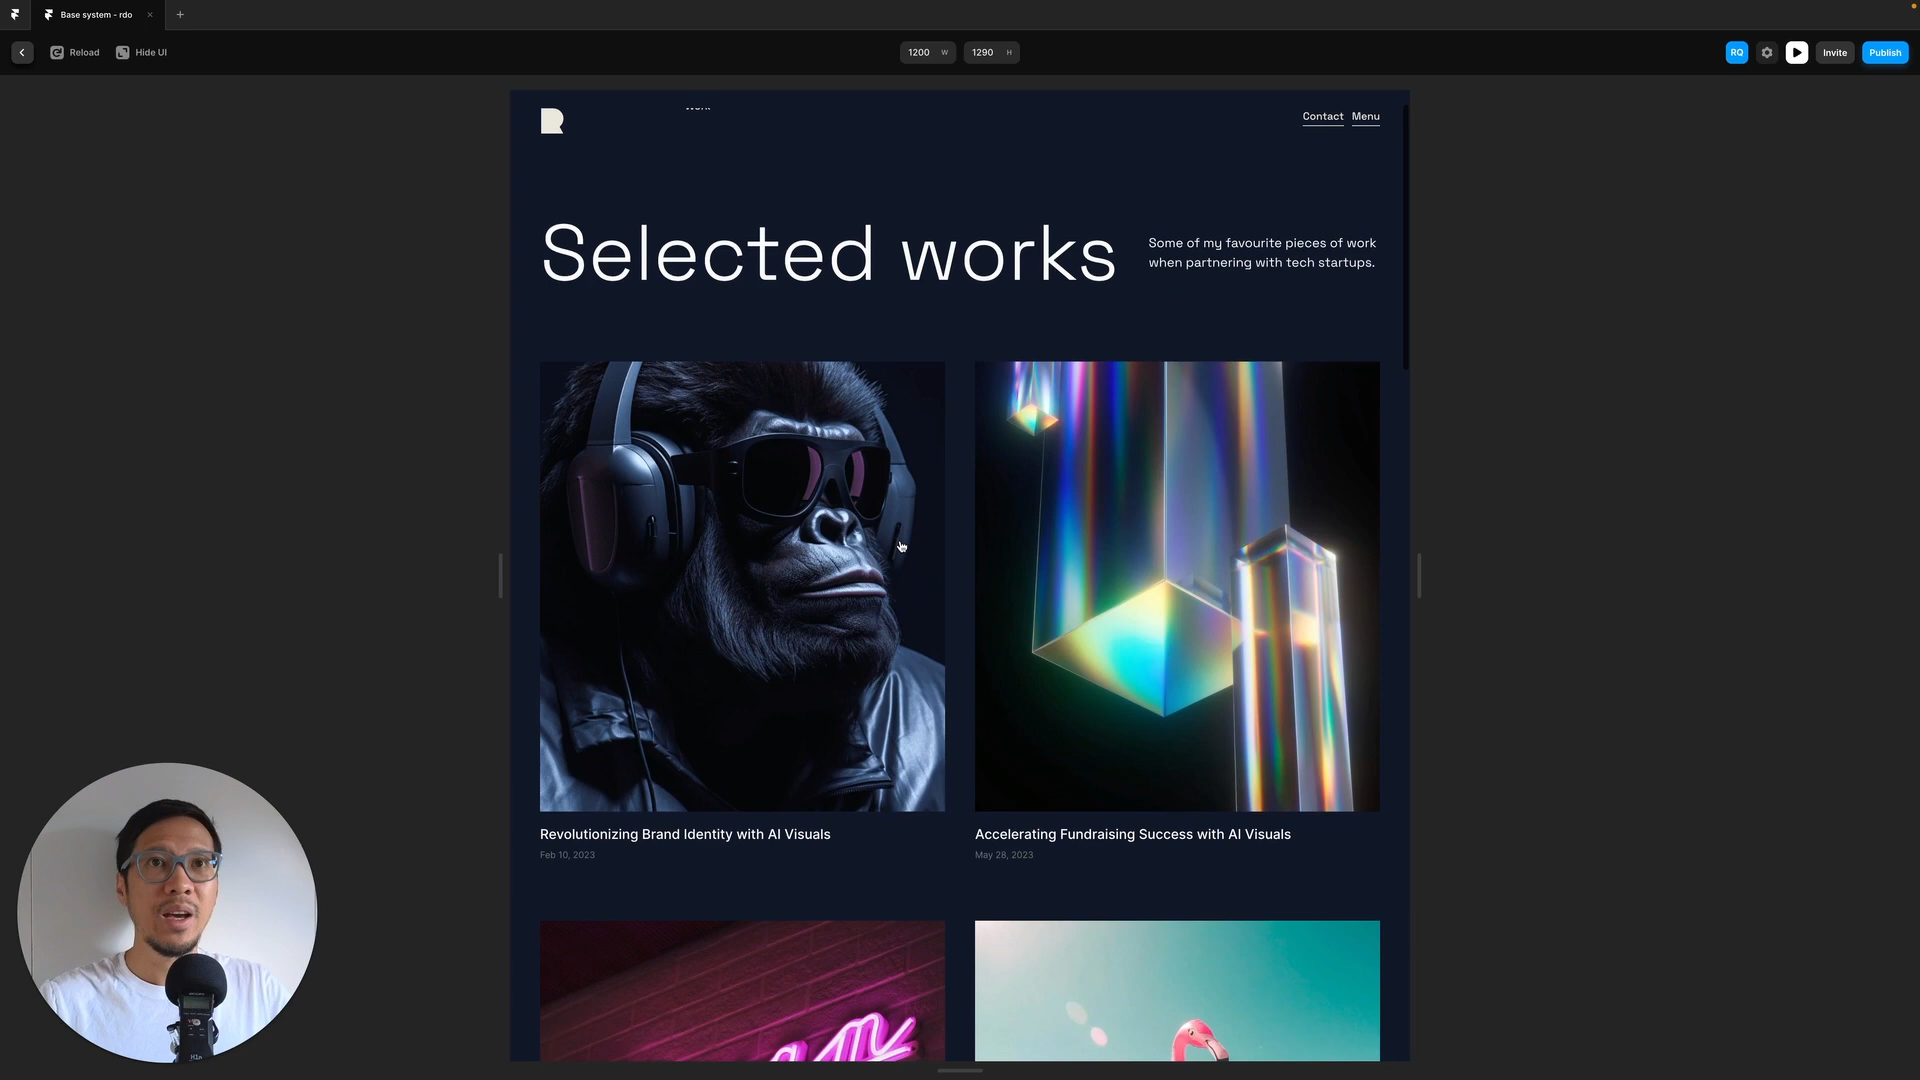 Base system - rdo
Reload
Hide UI
1200 W
1290 H
RQ
Invite
Publish
R
Work
Contact
Menu
Selected works
Some of my favourite pieces of work
when partnering with tech startups.
Revolutionizing Brand Identity with AI Visuals
Feb 10, 2023
Accelerating Fundraising Success with AI Visuals
May 28, 2023
H1n